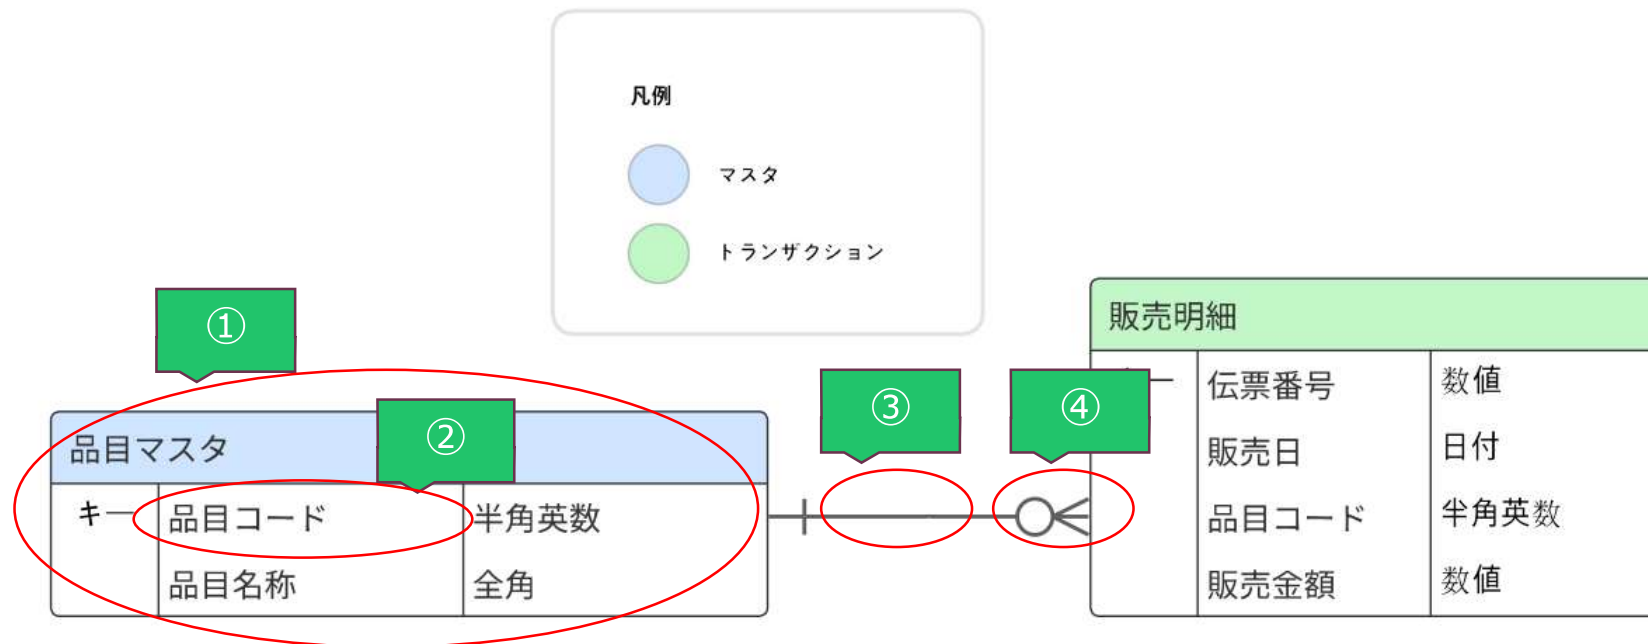 凡例
マスタ
トランザクション
①
品目マスタ
②
キー 品目コード 半角英数
品目名称 全角
③
④
販売明細
伝票番号 数値
販売日 日付
品目コード 半角英数
販売金額 数値